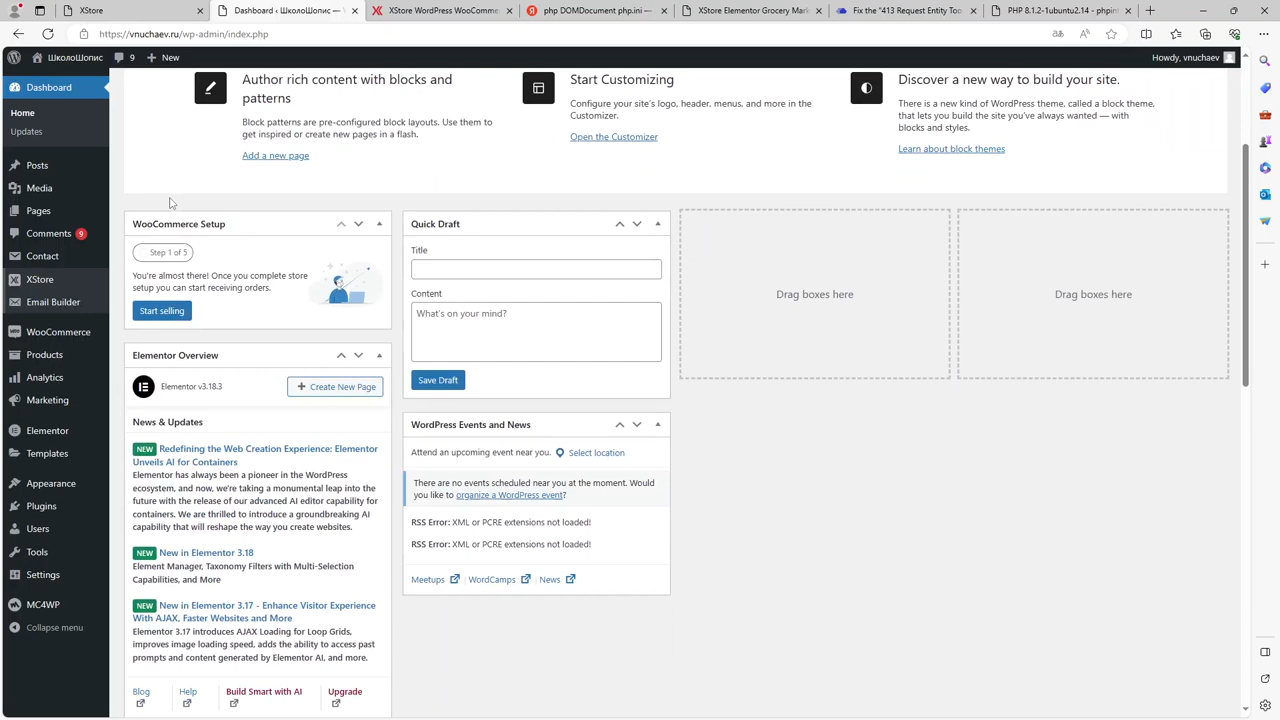 XStore
Dashboard ‹ ШколоШопис —
XStore WordPress WooComme
php DOMDocument php.ini —
XStore Elementor Grocery Mark
Fix the "413 Request Entity Too
PHP 8.1.2-1ubuntu2.14 - phpinf
https://vnuchaev.ru/wp-admin/index.php
ШколоШопис
9
New
Howdy, vnuchaev
Dashboard
Home
Updates
Posts
Media
Pages
Comments 9
Contact
XStore
Email Builder
WooCommerce
Products
Analytics
Marketing
Elementor
Templates
Appearance
Plugins
Users
Tools
Settings
MC4WP
Collapse menu
Author rich content with blocks and
patterns
Block patterns are pre-configured block layouts. Use them to
get inspired or create new pages in a flash.
Add a new page
Start Customizing
Configure your site's logo, header, menus, and more in the
Customizer.
Open the Customizer
Discover a new way to build your site.
There is a new kind of WordPress theme, called a block theme,
that lets you build the site you've always wanted — with
blocks and styles.
Learn about block themes
WooCommerce Setup
Step 1 of 5
You're almost there! Once you complete store
setup you can start receiving orders.
Start selling
Elementor Overview
Elementor v3.18.3
Create New Page
News & Updates
NEW Redefining the Web Creation Experience: Elementor
Unveils AI for Containers
Elementor has always been a pioneer in the WordPress
ecosystem, and now, we're taking a monumental leap into the
future with the release of our advanced AI editor capability for
containers. We are thrilled to introduce a groundbreaking AI
capability that will reshape the way you create websites.
NEW New in Elementor 3.18
Element Manager, Taxonomy Filters with Multi-Selection
Capabilities, and More
NEW New in Elementor 3.17 - Enhance Visitor Experience
With AJAX, Faster Websites and More
Elementor 3.17 introduces AJAX Loading for Loop Grids,
improves image loading speed, adds the ability to access past
prompts and content generated by Elementor AI, and more.
Blog
Help
Build Smart with AI
Upgrade
Quick Draft
Title
Content
What's on your mind?
Save Draft
WordPress Events and News
Attend an upcoming event near you. Select location
There are no events scheduled near you at the moment. Would
you like to organize a WordPress event?
RSS Error: XML or PCRE extensions not loaded!
RSS Error: XML or PCRE extensions not loaded!
Meetups
WordCamps
News
Drag boxes here
Drag boxes here